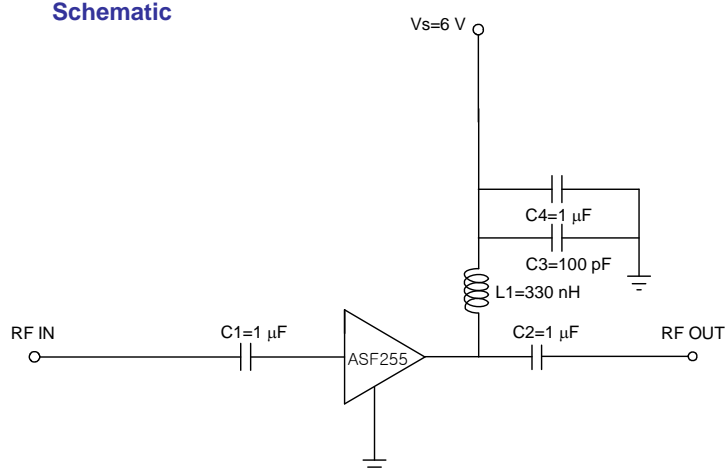 Schematic
Vs=6 V
C4=1 μF
C3=100 pF
L1=330 nH
RF IN
C1=1 μF
ASF255
C2=1 μF
RF OUT